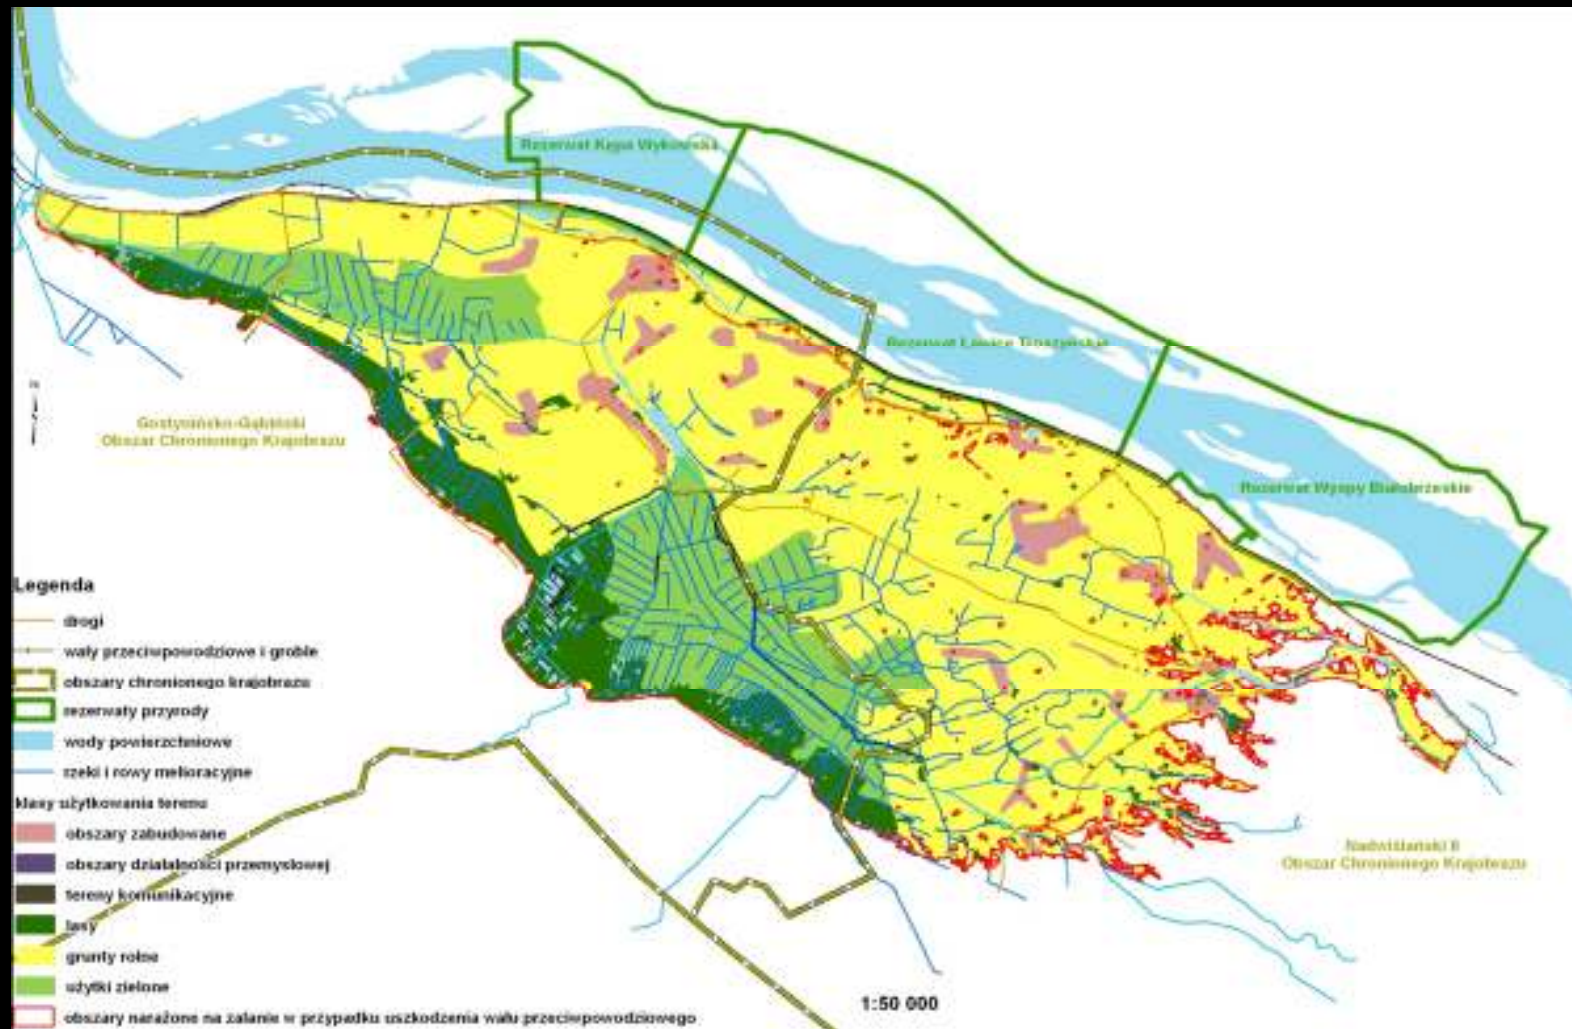 Rezerwat Kępa Wykowska
Rezerwat Ławice Troszyńskie
Gostynińsko-Gąbiński
Obszar Chronionego Krajobrazu
Rezerwat Wyspy Białobrzeskie
Legenda
drogi
wały przeciwpowodziowe i groble
obszary chronionego krajobrazu
rezerwaty przyrody
wody powierzchniowe
rzeki i rowy melioracyjne
klasy użytkowania terenu
obszary zabudowane
obszary działalności przemysłowej
tereny komunikacyjne
lasy
grunty rolne
użytki zielone
obszary narażone na zalanie w przypadku uszkodzenia wału przeciwpowodziowego
Nadwiślański II
Obszar Chronionego Krajobrazu
1:50 000